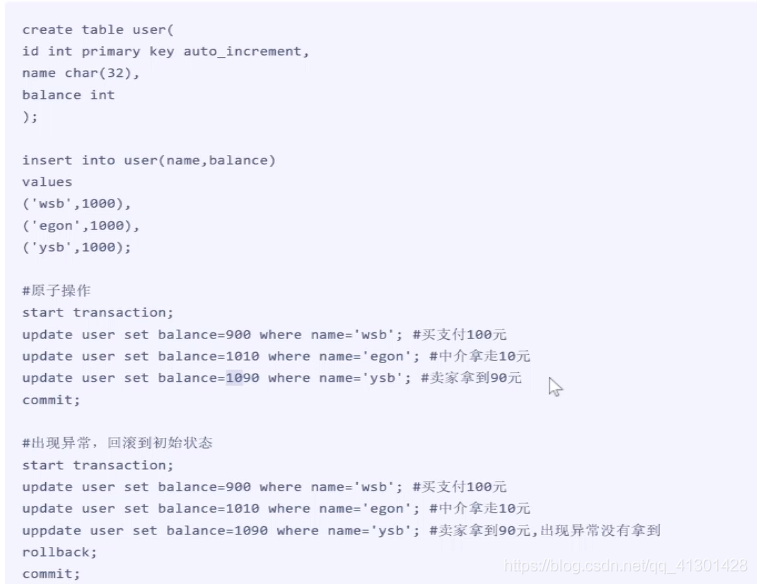 create table user(
id int primary key auto_increment,
name char(32),
balance int
);
insert into user(name,balance)
values
('wsb',1000),
('egon',1000),
('ysb',1000);
#原子操作
start transaction;
update user set balance=900 where name='wsb'; #买支付100元
update user set balance=1010 where name='egon'; #中介拿走10元
update user set balance=1090 where name='ysb'; #卖家拿到90元
commit;
#出现异常，回滚到初始状态
start transaction;
update user set balance=900 where name='wsb'; #买支付100元
update user set balance=1010 where name='egon'; #中介拿走10元
uppdate user set balance=1090 where name='ysb'; #卖家拿到90元,出现异常没有拿到
rollback;
commit;
https://blog.csdn.net/qq_41301428